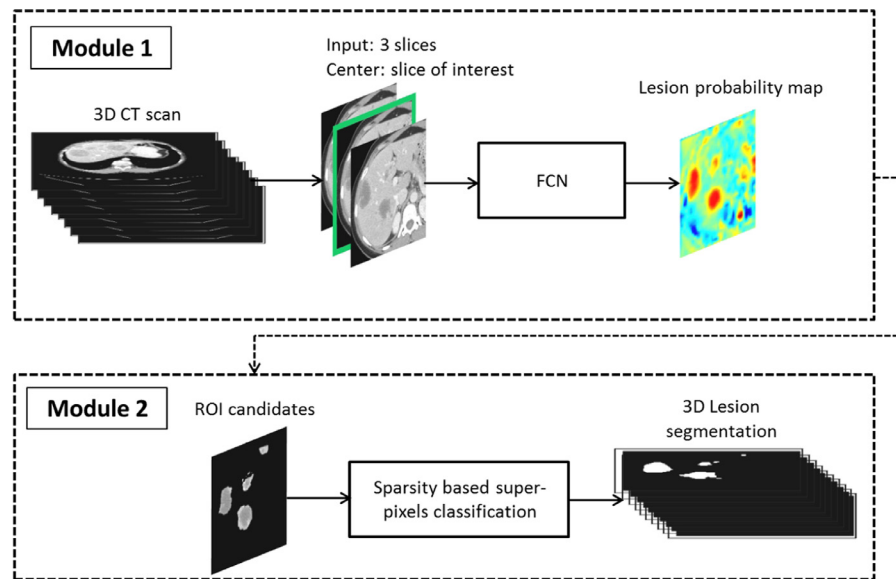 Module 1
Input: 3 slices
Center: slice of interest
3D CT scan
Lesion probability map
FCN
Module 2
ROI candidates
3D Lesion
segmentation
Sparsity based super-
pixels classification